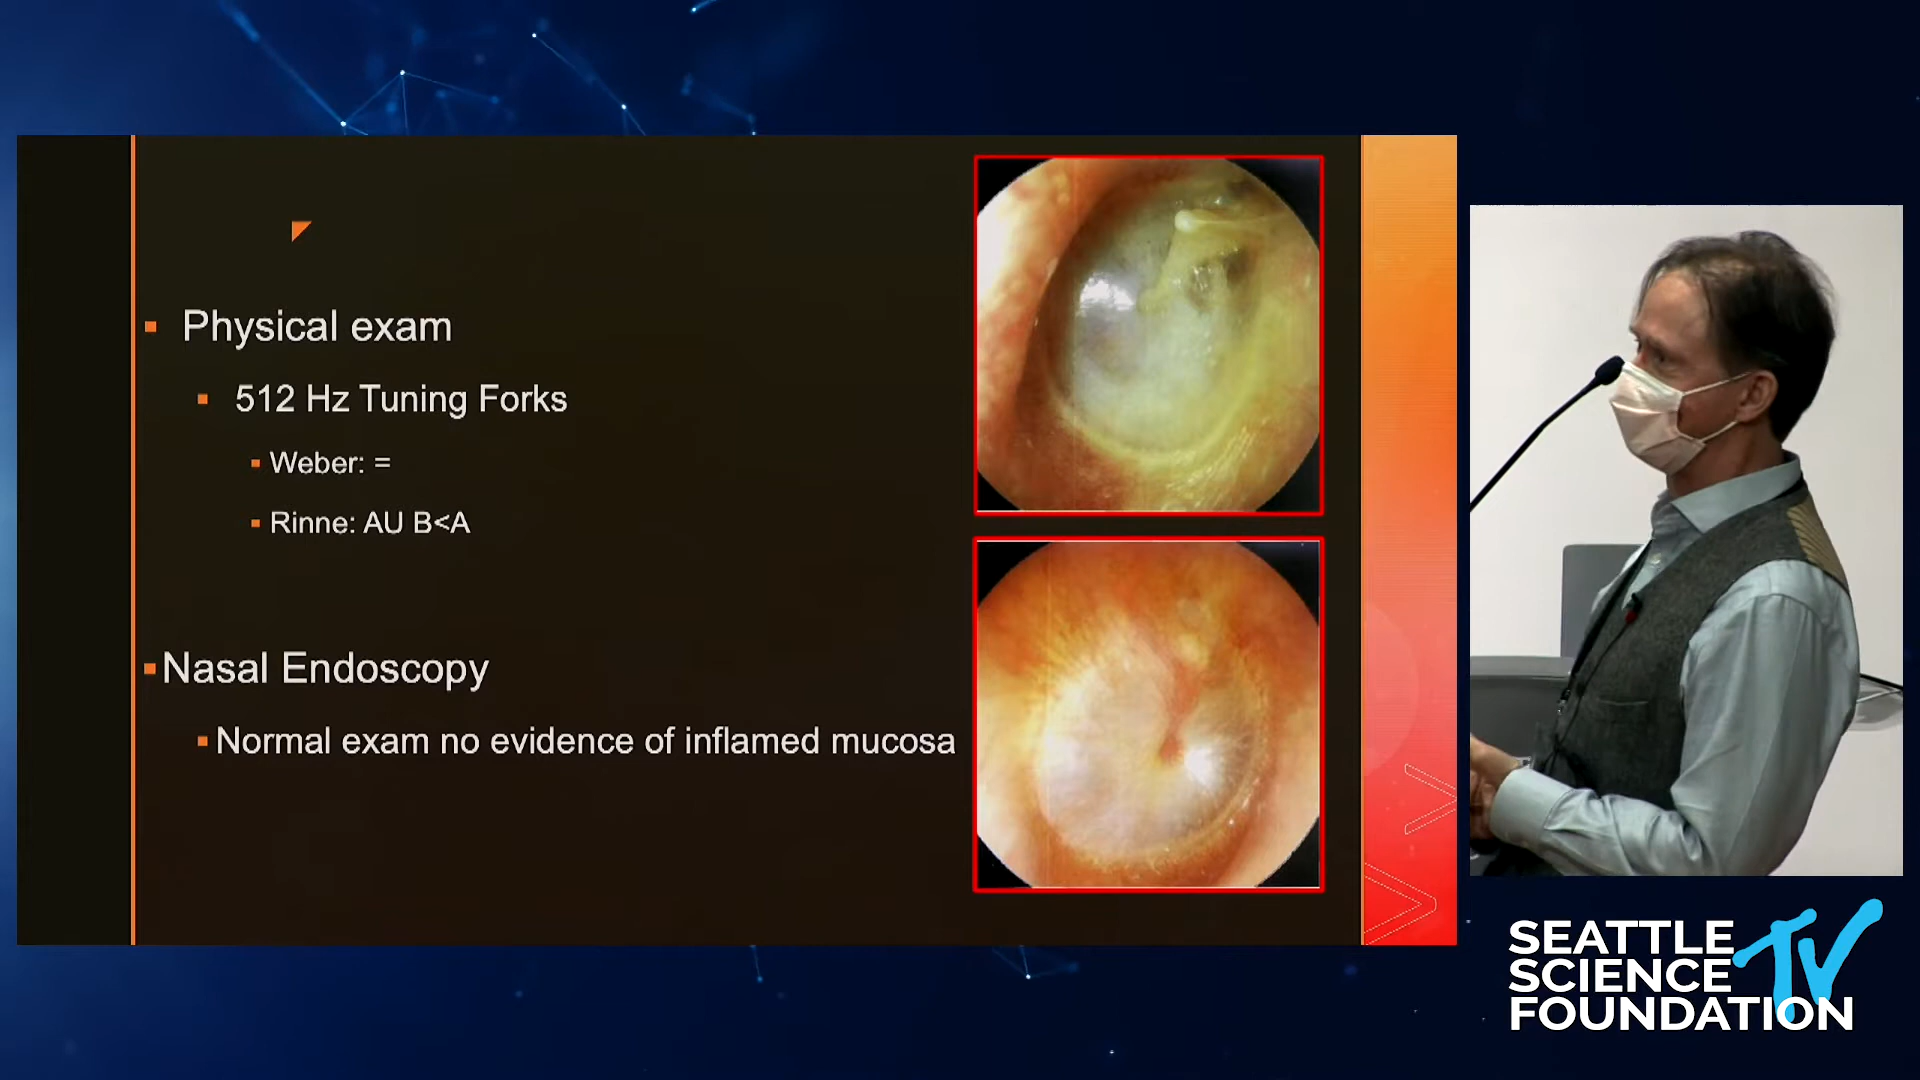 Physical exam
512 Hz Tuning Forks
Weber: =
Rinne: AU B<A
Nasal Endoscopy
Normal exam no evidence of inflamed mucosa
SEATTLE
SCIENCE
FOUNDATION
TV